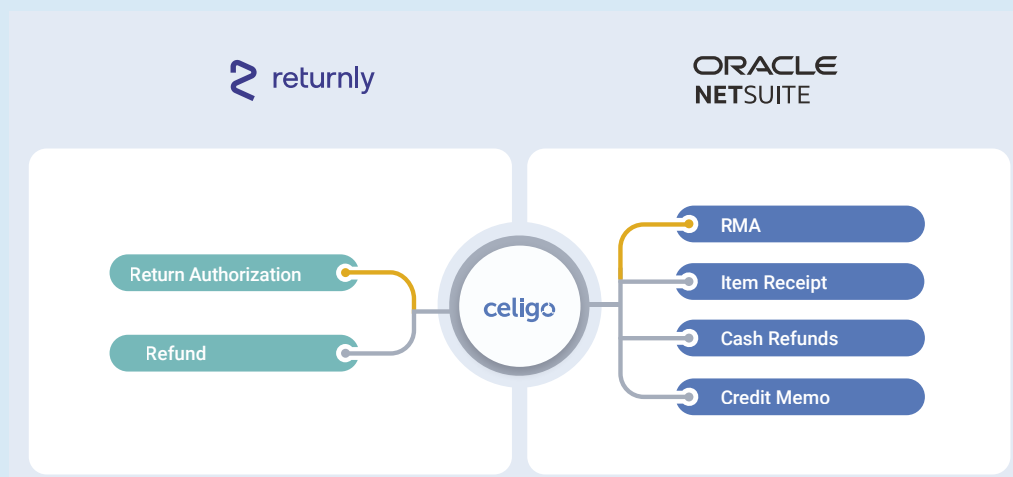 returnly
ORACLE
NETSUITE
Return Authorization
Refund
celigo
RMA
Item Receipt
Cash Refunds
Credit Memo